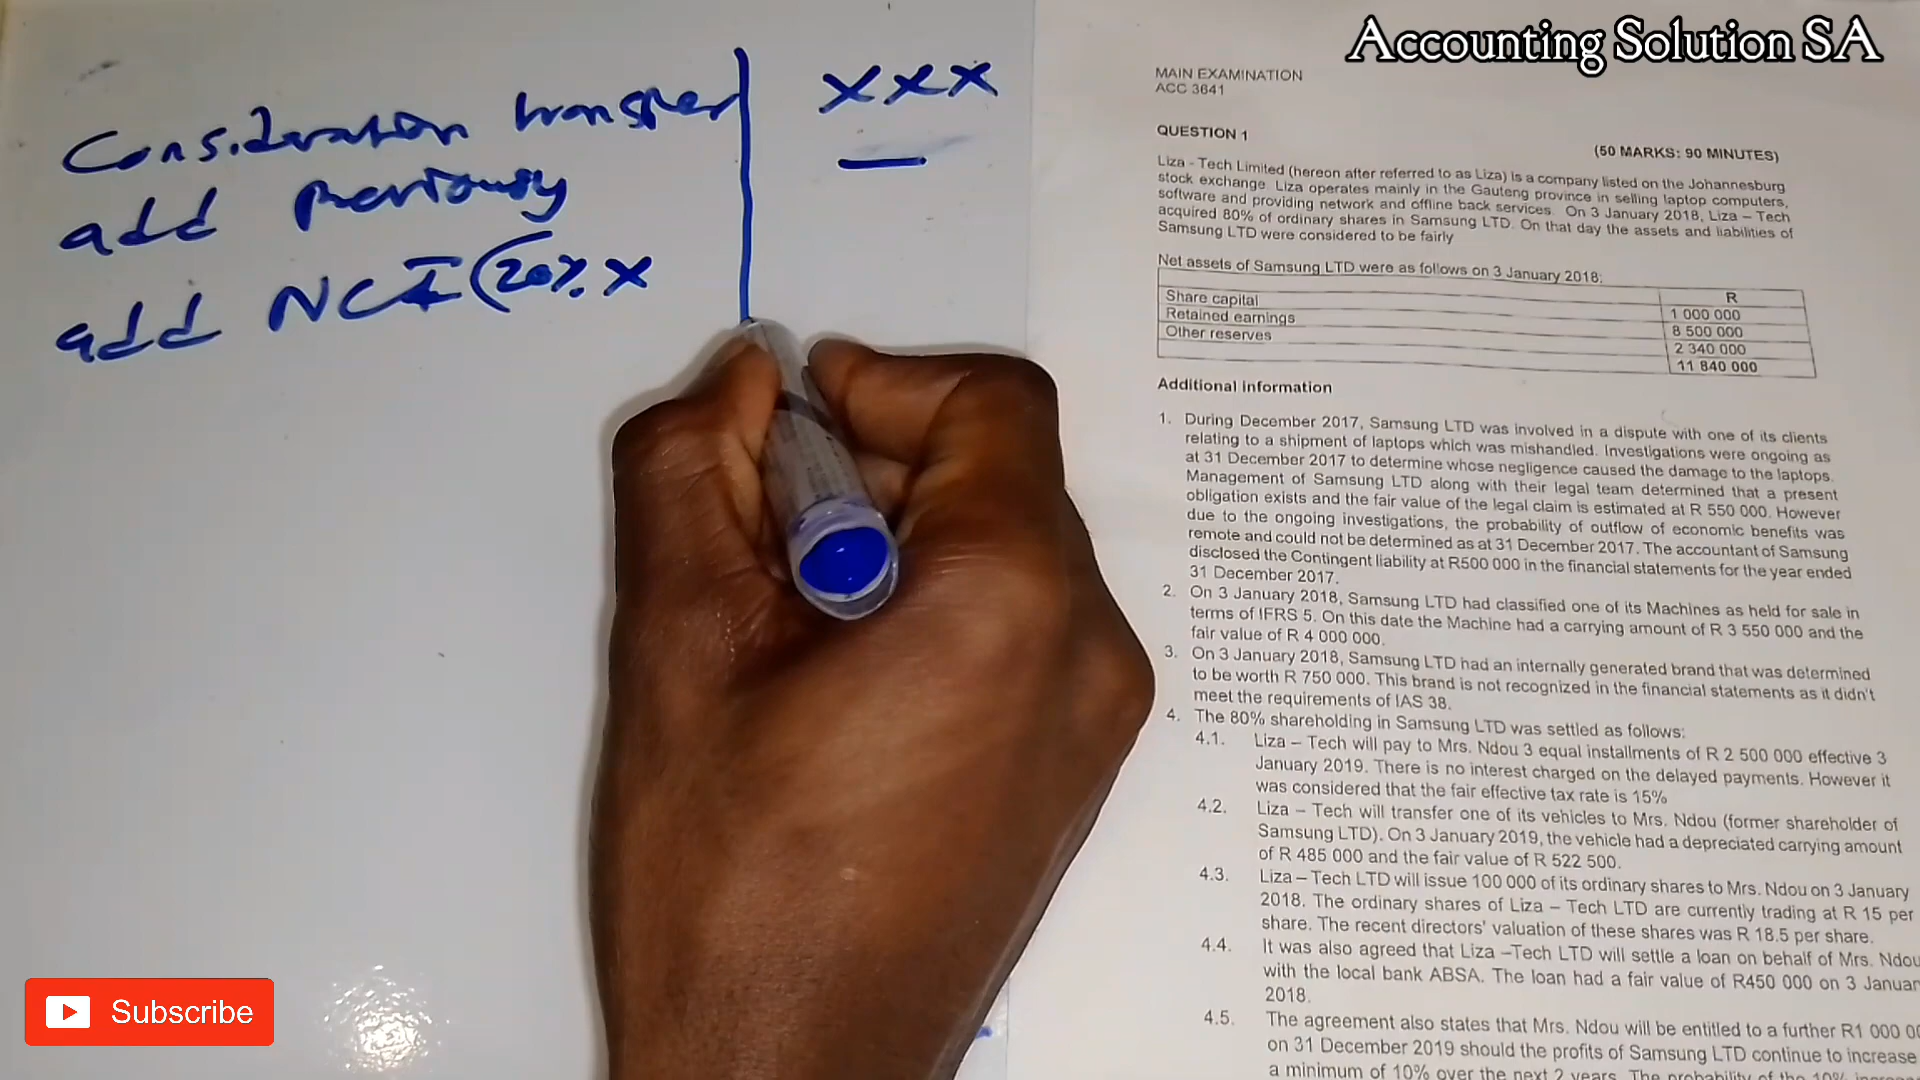 Accounting Solution SA
Consideration transfer
xxx
add Previously
—
add NCI (20% x
Subscribe
MAIN EXAMINATION
ACC 3641
QUESTION 1
(50 MARKS: 90 MINUTES)
Liza - Tech Limited (hereon after referred to as Liza) is a company listed on the Johannesburg
stock exchange. Liza operates mainly in the Gauteng province in selling laptop computers,
software and providing network and offline back services. On 3 January 2018, Liza – Tech
acquired 80% of ordinary shares in Samsung LTD. On that day the assets and liabilities of
Samsung LTD were considered to be fairly
Net assets of Samsung LTD were as follows on 3 January 2018:
R
Share capital 1 000 000
Retained earnings 8 500 000
Other reserves 2 340 000
11 840 000
Additional information
1. During December 2017, Samsung LTD was involved in a dispute with one of its clients
relating to a shipment of laptops which was mishandled. Investigations were ongoing as
at 31 December 2017 to determine whose negligence caused the damage to the laptops.
Management of Samsung LTD along with their legal team determined that a present
obligation exists and the fair value of the legal claim is estimated at R 550 000. However
due to the ongoing investigations, the probability of outflow of economic benefits was
remote and could not be determined as at 31 December 2017. The accountant of Samsung
disclosed the Contingent liability at R500 000 in the financial statements for the year ended
31 December 2017.
2. On 3 January 2018, Samsung LTD had classified one of its Machines as held for sale in
terms of IFRS 5. On this date the Machine had a carrying amount of R 3 550 000 and the
fair value of R 4 000 000.
3. On 3 January 2018, Samsung LTD had an internally generated brand that was determined
to be worth R 750 000. This brand is not recognized in the financial statements as it didn't
meet the requirements of IAS 38.
4. The 80% shareholding in Samsung LTD was settled as follows:
4.1. Liza – Tech will pay to Mrs. Ndou 3 equal installments of R 2 500 000 effective 3
January 2019. There is no interest charged on the delayed payments. However it
was considered that the fair effective tax rate is 15%
4.2. Liza – Tech will transfer one of its vehicles to Mrs. Ndou (former shareholder of
Samsung LTD). On 3 January 2019, the vehicle had a depreciated carrying amount
of R 485 000 and the fair value of R 522 500.
4.3. Liza – Tech LTD will issue 100 000 of its ordinary shares to Mrs. Ndou on 3 January
2018. The ordinary shares of Liza – Tech LTD are currently trading at R 15 per
share. The recent directors' valuation of these shares was R 18.5 per share.
4.4. It was also agreed that Liza –Tech LTD will settle a loan on behalf of Mrs. Ndou
with the local bank ABSA. The loan had a fair value of R450 000 on 3 Januar
2018.
4.5. The agreement also states that Mrs. Ndou will be entitled to a further R1 000 00
on 31 December 2019 should the profits of Samsung LTD continue to increase
a minimum of 10% over the next 2 years. The probability of the 10%